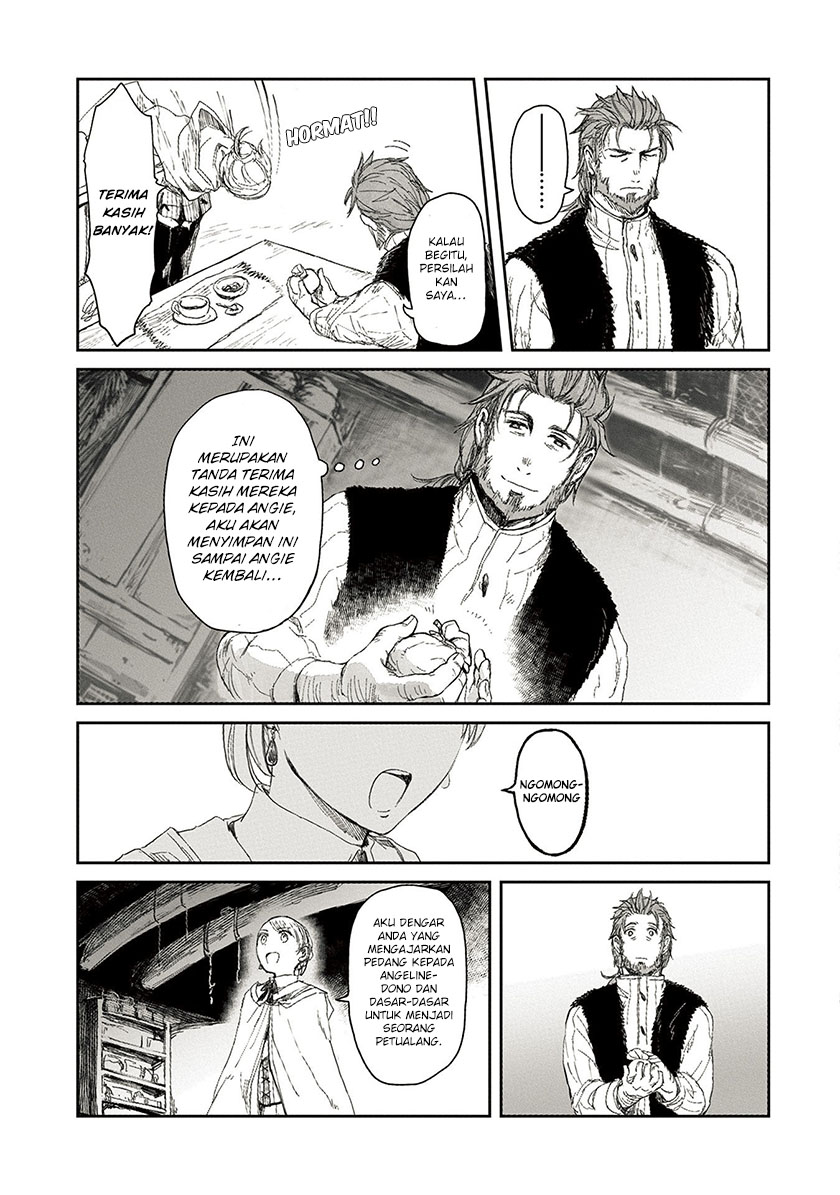 ..........
KALAU
BEGITU,
PERSILAH
KAN
SAYA...
HORMAT!!
TERIMA
KASIH
BANYAK!
INI
MERUPAKAN
TANDA TERIMA
KASIH MEREKA
KEPADA ANGIE,
AKU AKAN
MENYIMPAN INI
SAMPAI ANGIE
KEMBALI...
NGOMONG-
NGOMONG
AKU DENGAR
ANDA YANG
MENGAJARKAN
PEDANG KEPADA
ANGELINE-
DONO DAN
DASAR-DASAR
UNTUK MENJADI
SEORANG
PETUALANG.